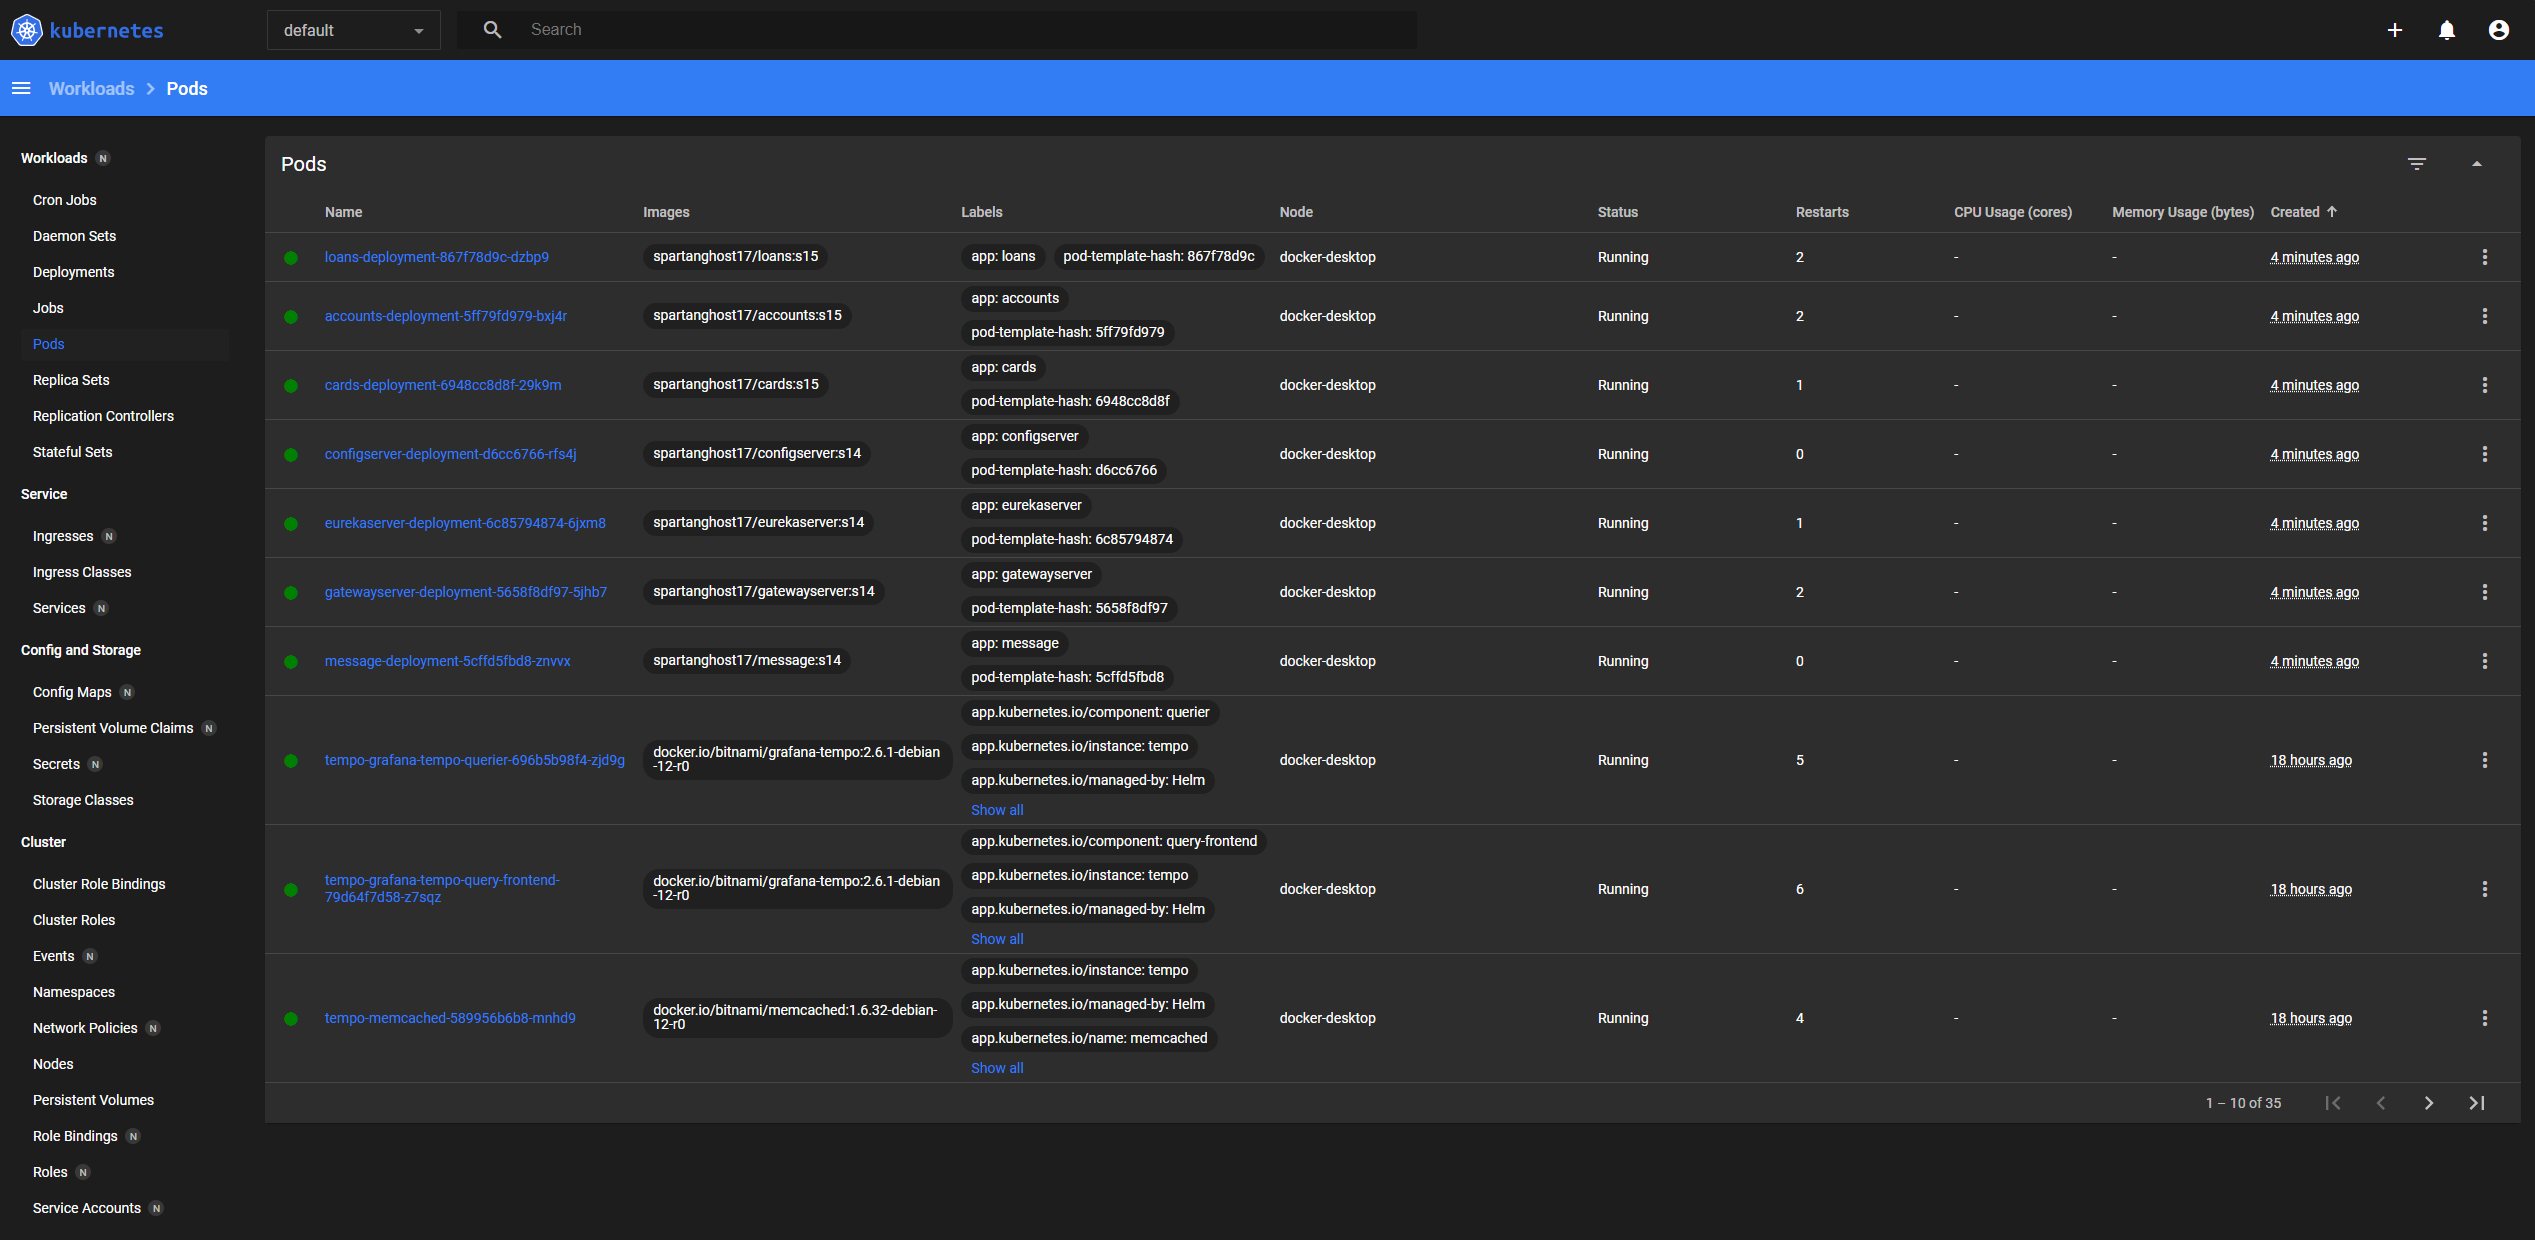 kubernetes
default
Search
Workloads
Pods
Workloads N
Cron Jobs
Daemon Sets
Deployments
Jobs
Pods
Replica Sets
Replication Controllers
Stateful Sets
Service
Ingresses N
Ingress Classes
Services N
Config and Storage
Config Maps N
Persistent Volume Claims N
Secrets N
Storage Classes
Cluster
Cluster Role Bindings
Cluster Roles
Events N
Namespaces
Network Policies N
Nodes
Persistent Volumes
Role Bindings N
Roles N
Service Accounts N
Pods
Name Images Labels Node Status Restarts CPU Usage (cores) Memory Usage (bytes) Created
loans-deployment-867f78d9c-dzbp9 spartanghost17/loans:s15 app: loans pod-template-hash: 867f78d9c docker-desktop Running 2 - - 4 minutes ago
app: accounts
accounts-deployment-5ff79fd979-bxj4r spartanghost17/accounts:s15 docker-desktop Running 2 - - 4 minutes ago
pod-template-hash: 5ff79fd979
app: cards
cards-deployment-6948cc8d8f-29k9m spartanghost17/cards:s15 docker-desktop Running 1 - - 4 minutes ago
pod-template-hash: 6948cc8d8f
app: configserver
configserver-deployment-d6cc6766-rfs4j spartanghost17/configserver:s14 docker-desktop Running 0 - - 4 minutes ago
pod-template-hash: d6cc6766
app: eurekaserver
eurekaserver-deployment-6c85794874-6jxm8 spartanghost17/eurekaserver:s14 docker-desktop Running 1 - - 4 minutes ago
pod-template-hash: 6c85794874
app: gatewayserver
gatewayserver-deployment-5658f8df97-5jhb7 spartanghost17/gatewayserver:s14 docker-desktop Running 2 - - 4 minutes ago
pod-template-hash: 5658f8df97
app: message
message-deployment-5cffd5fbd8-znvvx spartanghost17/message:s14 docker-desktop Running 0 - - 4 minutes ago
pod-template-hash: 5cffd5fbd8
app.kubernetes.io/component: querier
app.kubernetes.io/instance: tempo
tempo-grafana-tempo-querier-696b5b98f4-zjd9g docker.io/bitnami/grafana-tempo:2.6.1-debian
-12-r0 docker-desktop Running 5 - - 18 hours ago
app.kubernetes.io/managed-by: Helm
Show all
app.kubernetes.io/component: query-frontend
app.kubernetes.io/instance: tempo
tempo-grafana-tempo-query-frontend- docker.io/bitnami/grafana-tempo:2.6.1-debian
79d64f7d58-z7sqz -12-r0 docker-desktop Running 6 - - 18 hours ago
app.kubernetes.io/managed-by: Helm
Show all
app.kubernetes.io/instance: tempo
app.kubernetes.io/managed-by: Helm
tempo-memcached-589956b6b8-mnhd9 docker.io/bitnami/memcached:1.6.32-debian-
12-r0 docker-desktop Running 4 - - 18 hours ago
app.kubernetes.io/name: memcached
Show all
1 – 10 of 35